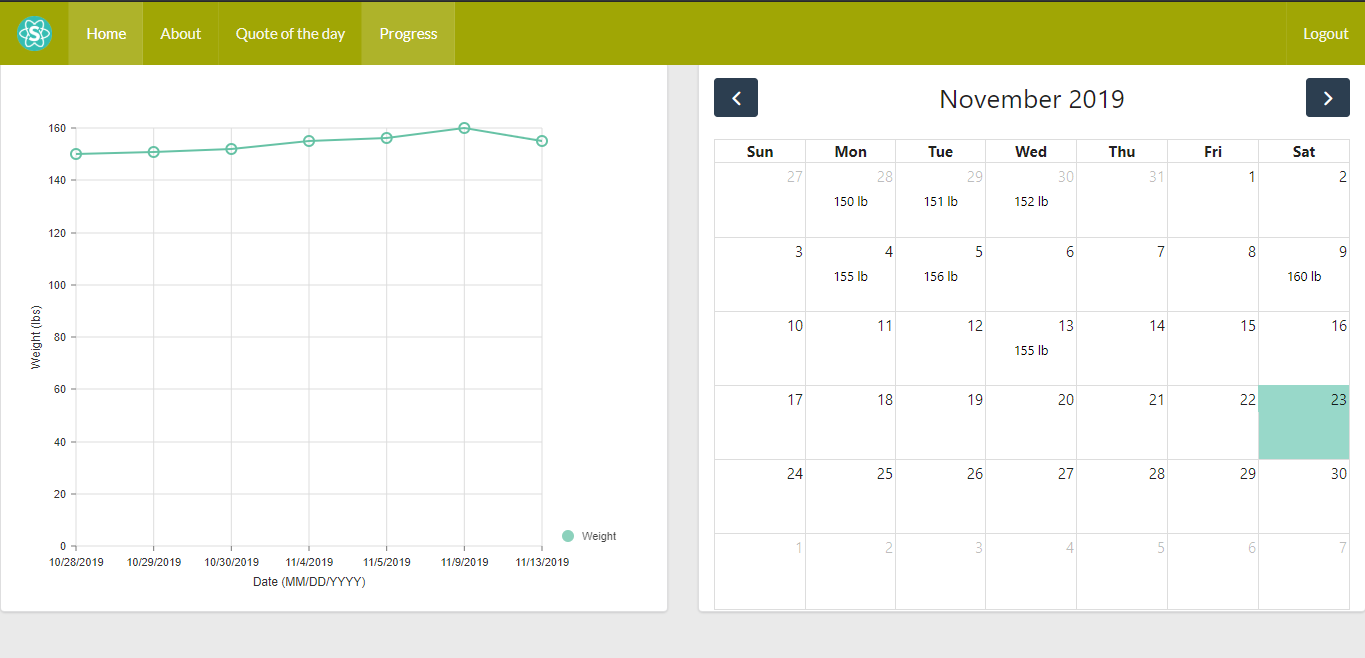 S Home About Quote of the day Progress Logout
160
140
120
100
80
60
40
20
0
Weight (lbs)
10/28/2019 10/29/2019 10/30/2019 11/4/2019 11/5/2019 11/9/2019 11/13/2019
Date (MM/DD/YYYY)
Weight
November 2019
Sun Mon Tue Wed Thu Fri Sat
27 28 29 30 31 1 2
150 lb 151 lb 152 lb
3 4 5 6 7 8 9
155 lb 156 lb 160 lb
10 11 12 13 14 15 16
155 lb
17 18 19 20 21 22 23
24 25 26 27 28 29 30
1 2 3 4 5 6 7